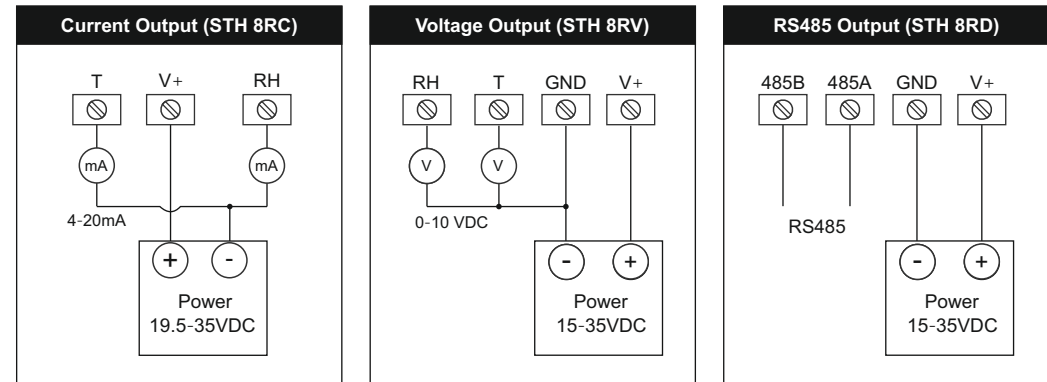 Current Output (STH 8RC)
T V+ RH
mA mA
4-20mA
+ -
Power
19.5-35VDC
Voltage Output (STH 8RV)
RH T GND V+
V V
0-10 VDC
- +
Power
15-35VDC
RS485 Output (STH 8RD)
485B 485A GND V+
RS485
- +
Power
15-35VDC